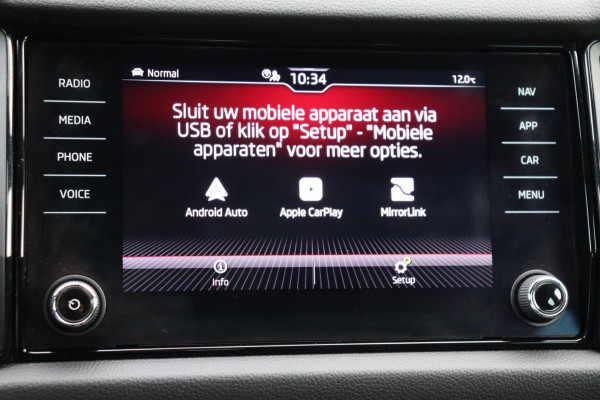 RADIO
MEDIA
PHONE
VOICE
Normal
10:34
12.0°C
Sluit uw mobiele apparaat aan via
USB of klik op "Setup" - "Mobiele
apparaten" voor meer opties.
Android Auto
Apple CarPlay
MirrorLink
Info
Setup
NAV
APP
CAR
MENU